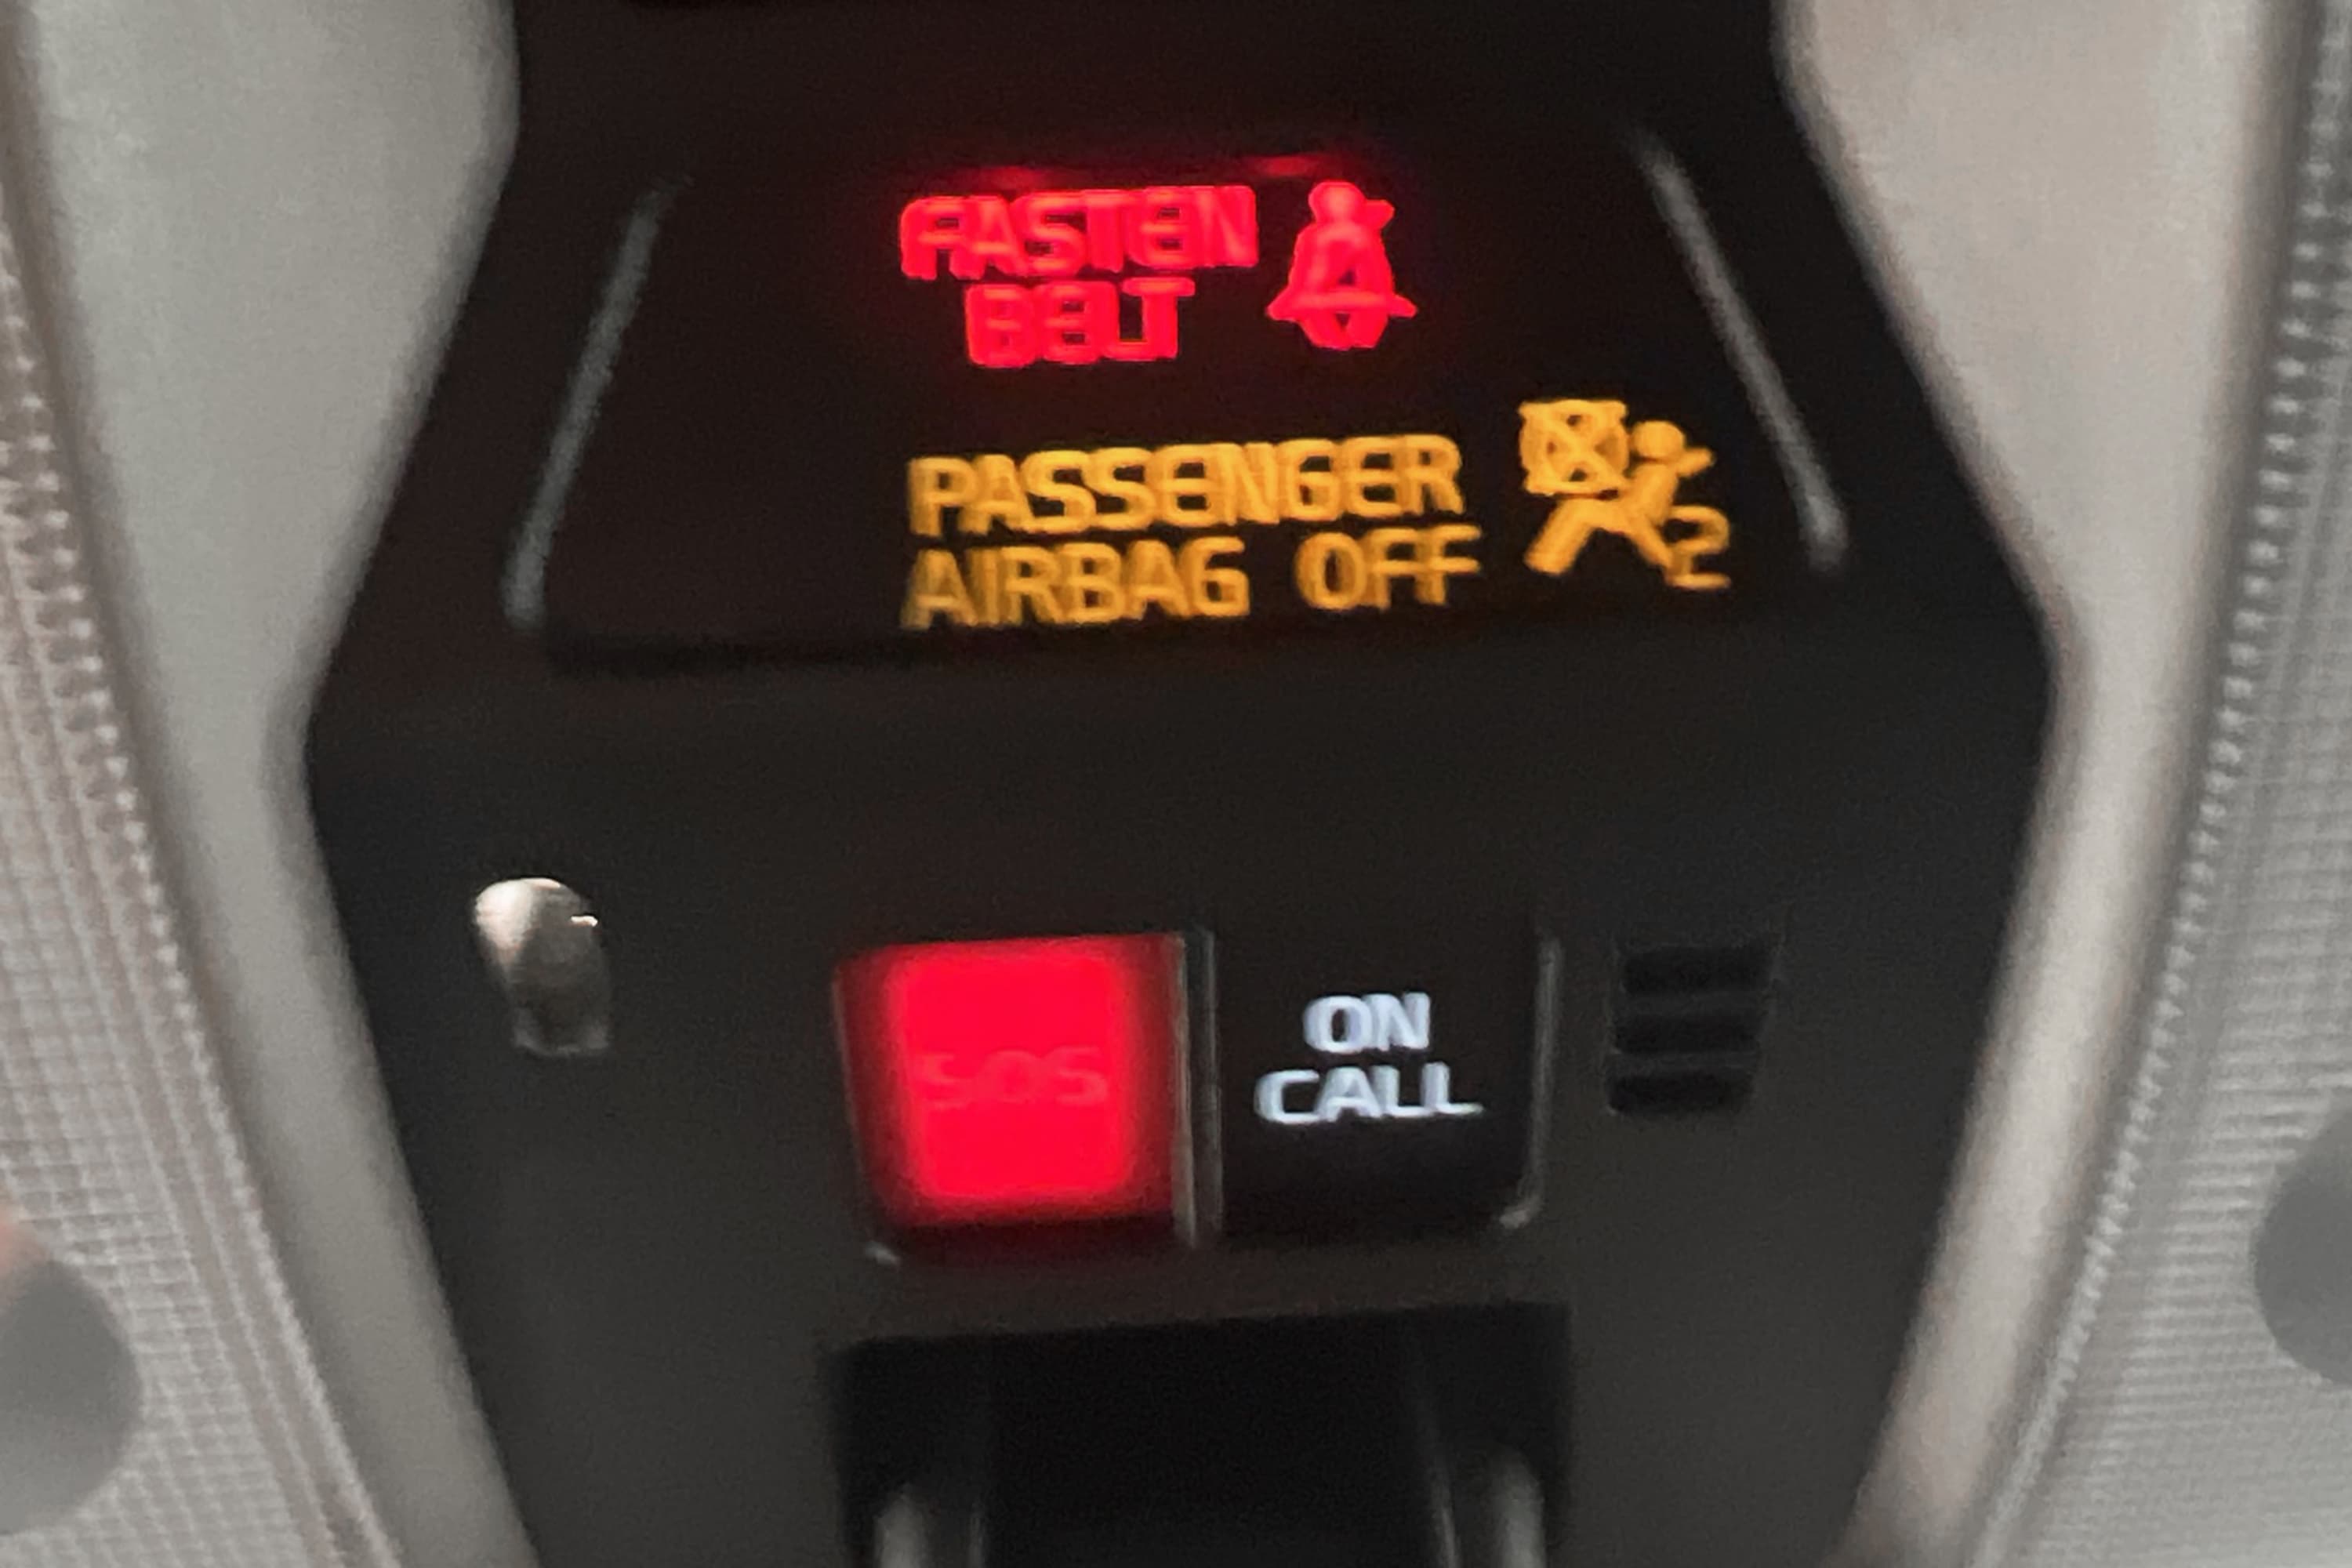 FASTEN
BELT
PASSENGER
AIRBAG OFF
2
SOS
ON
CALL